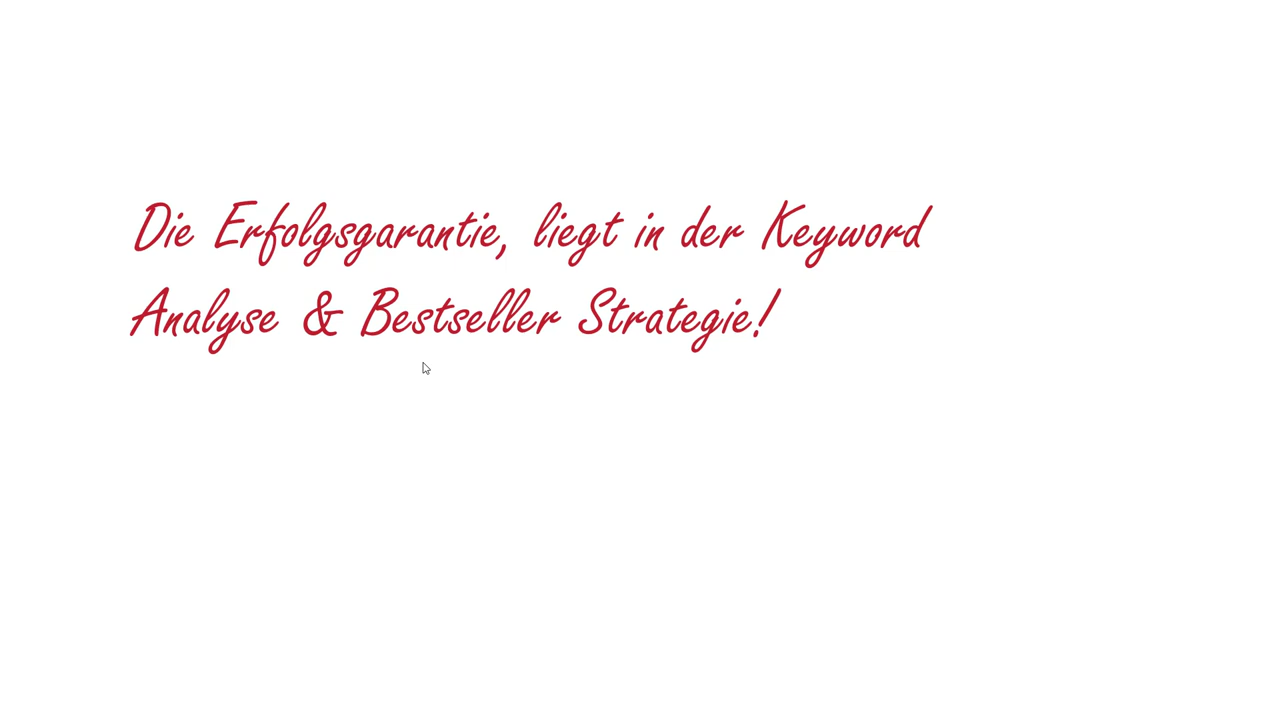 Die Erfolgsgarantie, liegt in der Keyword
Analyse & Bestseller Strategie!